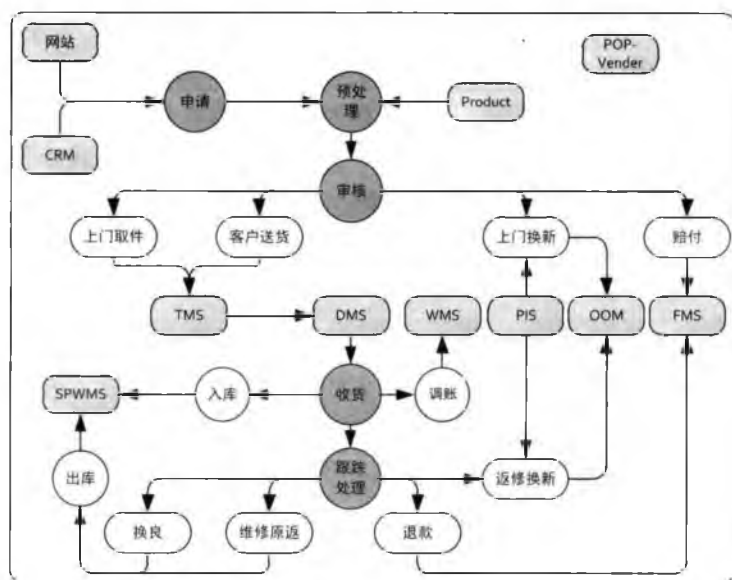 网站
POP-
Vender
申请
预处
理
Product
CRM
审核
上门取件
客户送货
上门换新
赔付
TMS
DMS
WMS
PIS
OOM
FMS
SPWMS
入库
收货
调账
出库
跟踪
处理
返修换新
换良
维修原返
退款